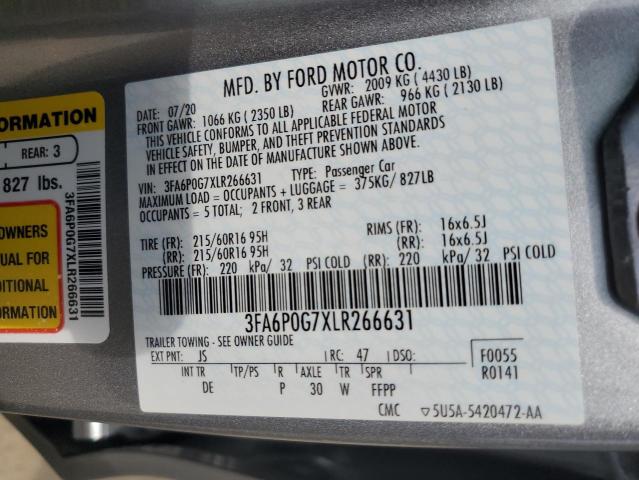 MFD. BY FORD MOTOR CO.
DATE: 07/20
GVWR: 2009 KG ( 4430 LB)
FRONT GAWR: 1066 KG ( 2350 LB)
REAR GAWR: 966 KG ( 2130 LB)
THIS VEHICLE CONFORMS TO ALL APPLICABLE FEDERAL MOTOR
VEHICLE SAFETY, BUMPER, AND THEFT PREVENTION STANDARDS
IN EFFECT ON THE DATE OF MANUFACTURE SHOWN ABOVE.
VIN: 3FA6P0G7XLR266631
TYPE: Passenger Car
MAXIMUM LOAD = OCCUPANTS + LUGGAGE = 375KG/ 827LB
OCCUPANTS = 5 TOTAL; 2 FRONT, 3 REAR
TIRE (FR): 215/60R16 95H
RIMS (FR): 16x6.5J
(RR): 215/60R16 95H
(RR): 16x6.5J
PRESSURE (FR): 220 kPa/ 32 PSI COLD (RR): 220 kPa/ 32 PSI COLD
3FA6P0G7XLR266631
TRAILER TOWING - SEE OWNER GUIDE
EXT PNT: JS RC: 47 DSO: F0055
INT TR TP/PS R AXLE TR SPR R0141
DE P 30 W FFPP
CMC 5U5A-5420472-AA
FORMATION
REAR: 3
827 lbs.
OWNERS
UAL FOR
DITIONAL
MATION
3FA6P0G7XLR266631